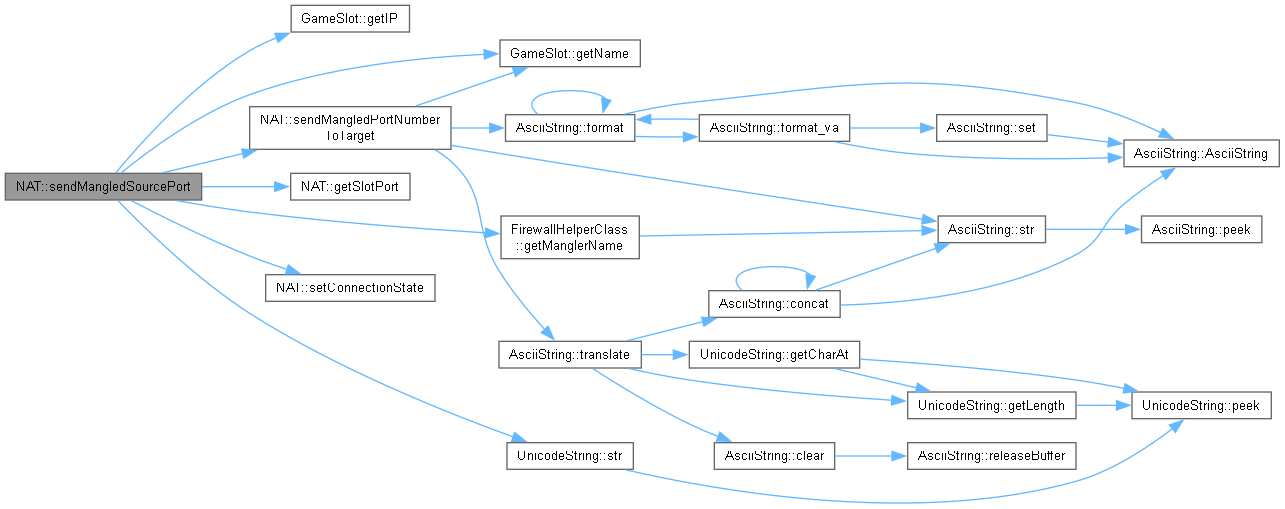 GameSlot::getIP
GameSlot::getName
NAT::sendMangledPortNumber
ToTarget
AsciiString::format
AsciiString::format_va
AsciiString::set
AsciiString::AsciiString
NAT::sendMangledSourcePort
NAT::getSlotPort
FirewallHelperClass
::getManglerName
AsciiString::str
AsciiString::peek
NAT::setConnectionState
AsciiString::concat
AsciiString::translate
UnicodeString::getCharAt
UnicodeString::getLength
UnicodeString::peek
UnicodeString::str
AsciiString::clear
AsciiString::releaseBuffer